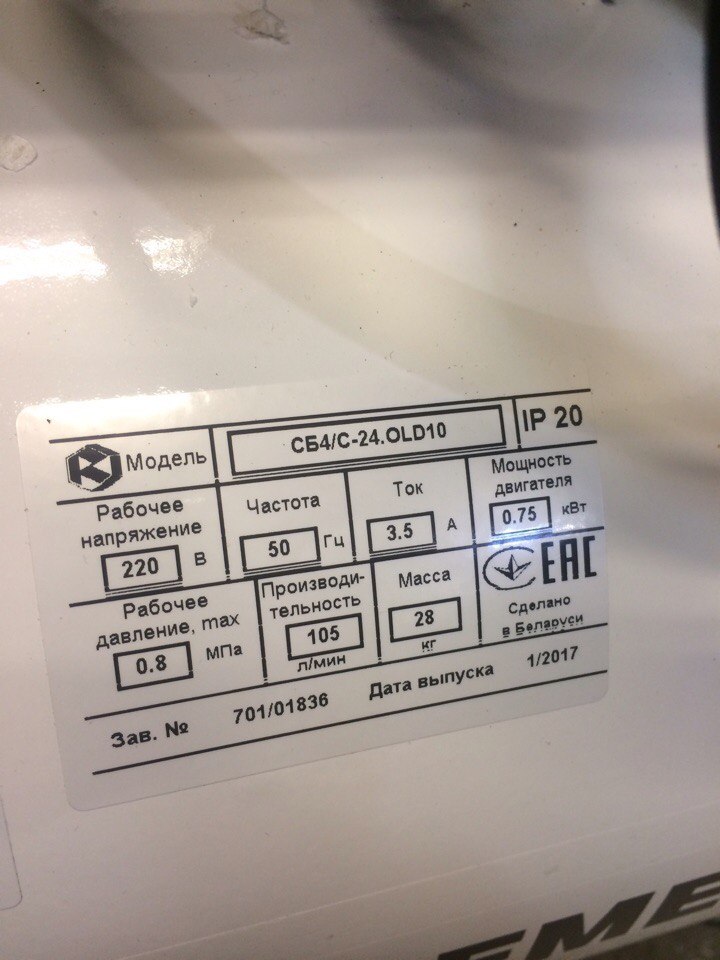 Модель СБ4/С-24.OLD10 IP 20
Рабочее напряжение 220 В
Частота 50 Гц
Ток 3.5 А
Мощность двигателя 0.75 кВт
Рабочее давление, max 0.8 МПа
Производи-
тельность
105
л/мин
Масса
28
кг
ЕАС
Сделано
в Беларуси
Зав. № 701/01836 Дата выпуска 1/2017